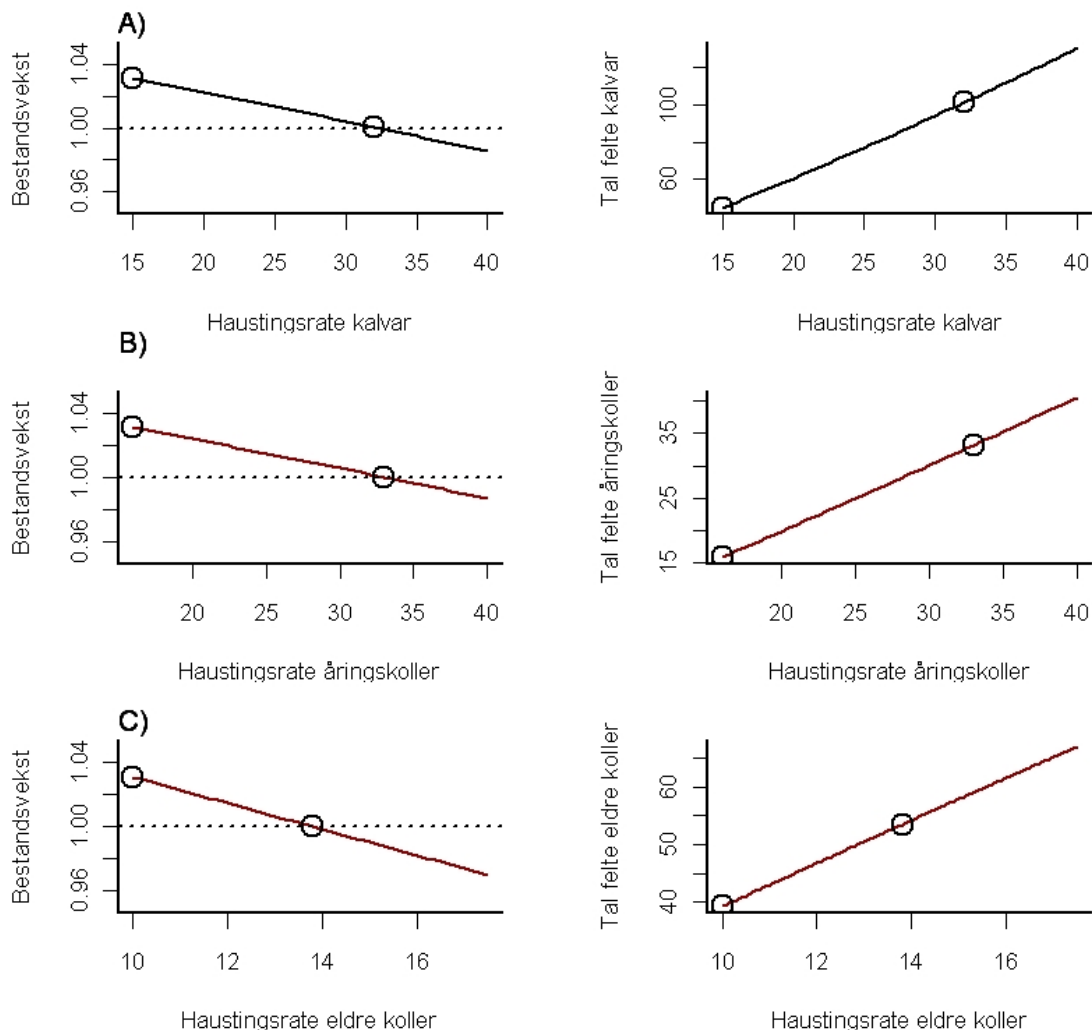 A)
Bestandsvekst
0.96 1.00 1.04
15 20 25 30 35 40
Haustingsrate kalvar
Tal felte kalvar
60 100
15 20 25 30 35 40
Haustingsrate kalvar
B)
Bestandsvekst
0.96 1.00 1.04
20 25 30 35 40
Haustingsrate åringskoller
Tal felte åringskoller
15 25 35
20 25 30 35 40
Haustingsrate åringskoller
C)
Bestandsvekst
0.96 1.00 1.04
10 12 14 16
Haustingsrate eldre koller
Tal felte eldre koller
40 50 60
10 12 14 16
Haustingsrate eldre koller